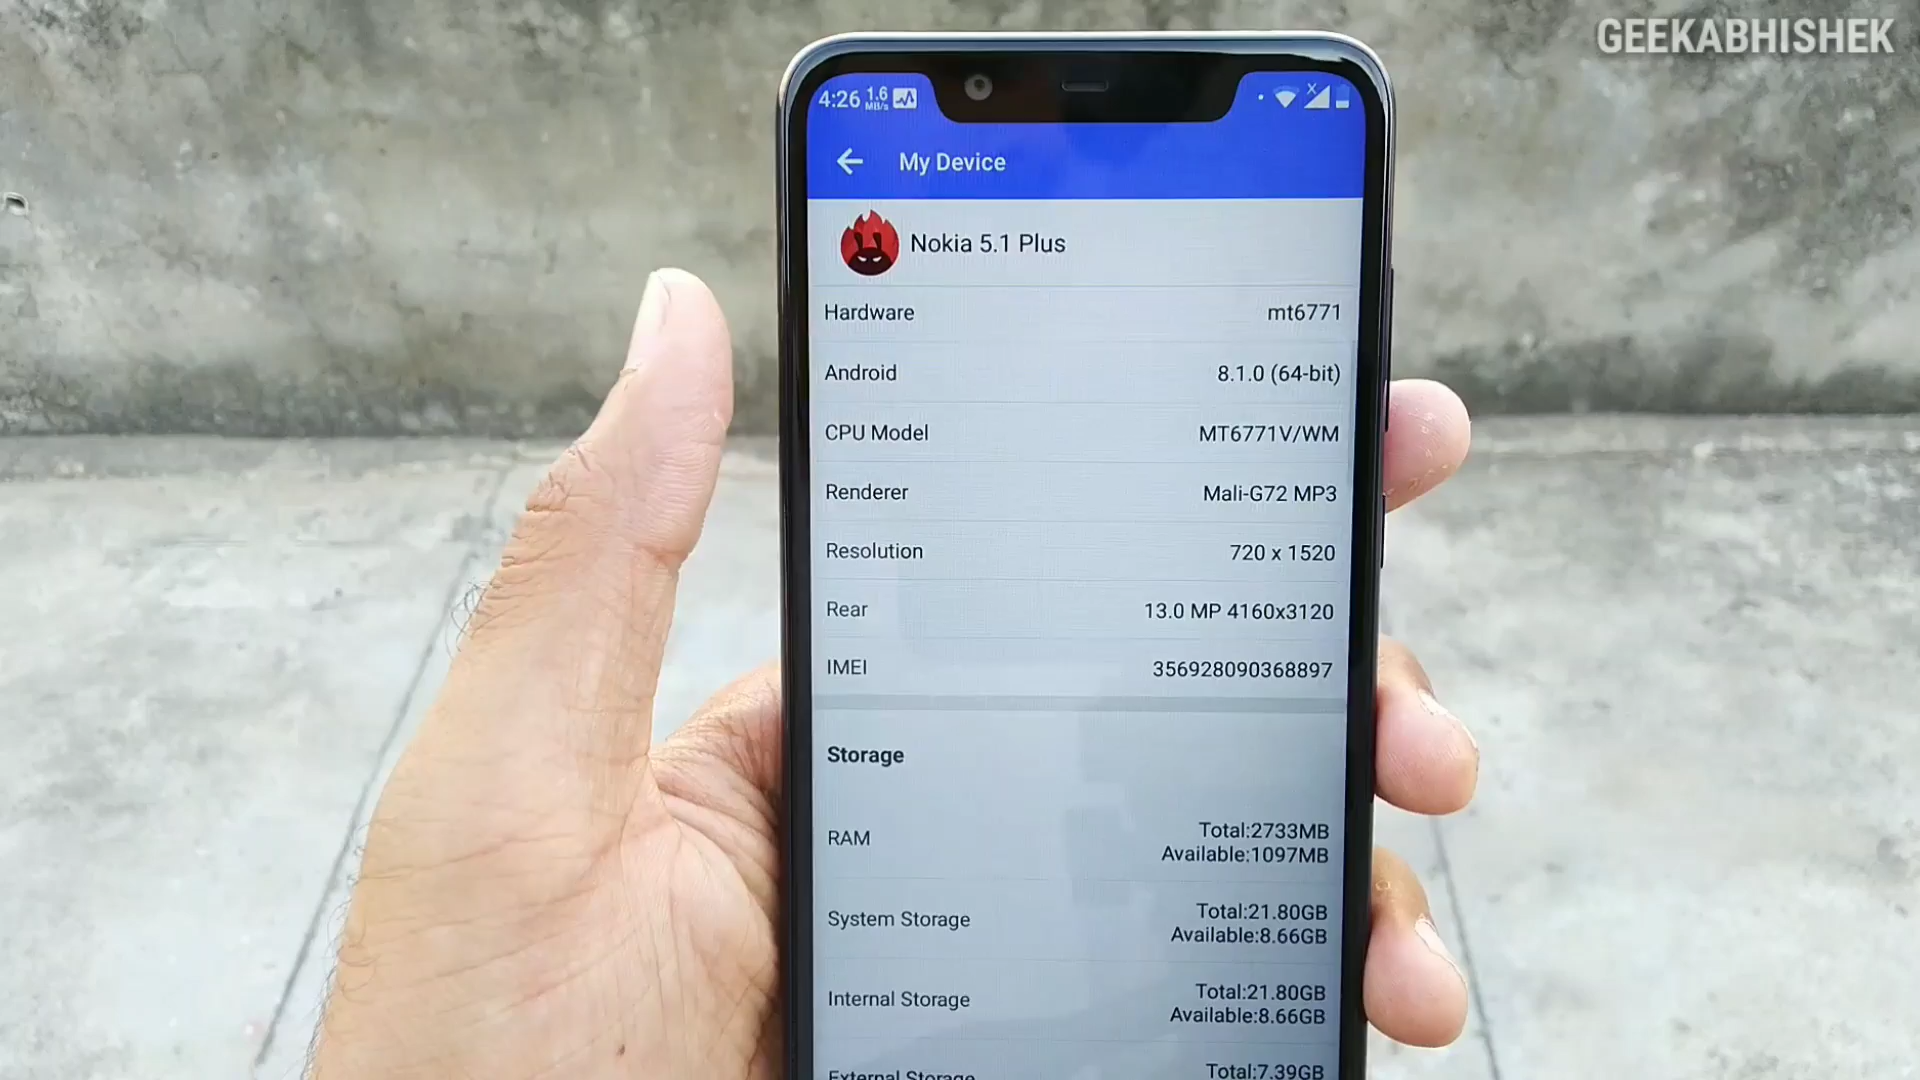 GEEKABHISHEK
4:26 1.6 MB/s X
My Device
Nokia 5.1 Plus
Hardware mt6771
Android 8.1.0 (64-bit)
CPU Model MT6771V/WM
Renderer Mali-G72 MP3
Resolution 720 x 1520
Rear 13.0 MP 4160x3120
IMEI 356928090368897
Storage
RAM Total:2733MB
Available:1097MB
System Storage Total:21.80GB
Available:8.66GB
Internal Storage Total:21.80GB
Available:8.66GB
External Storage Total:7.39GB